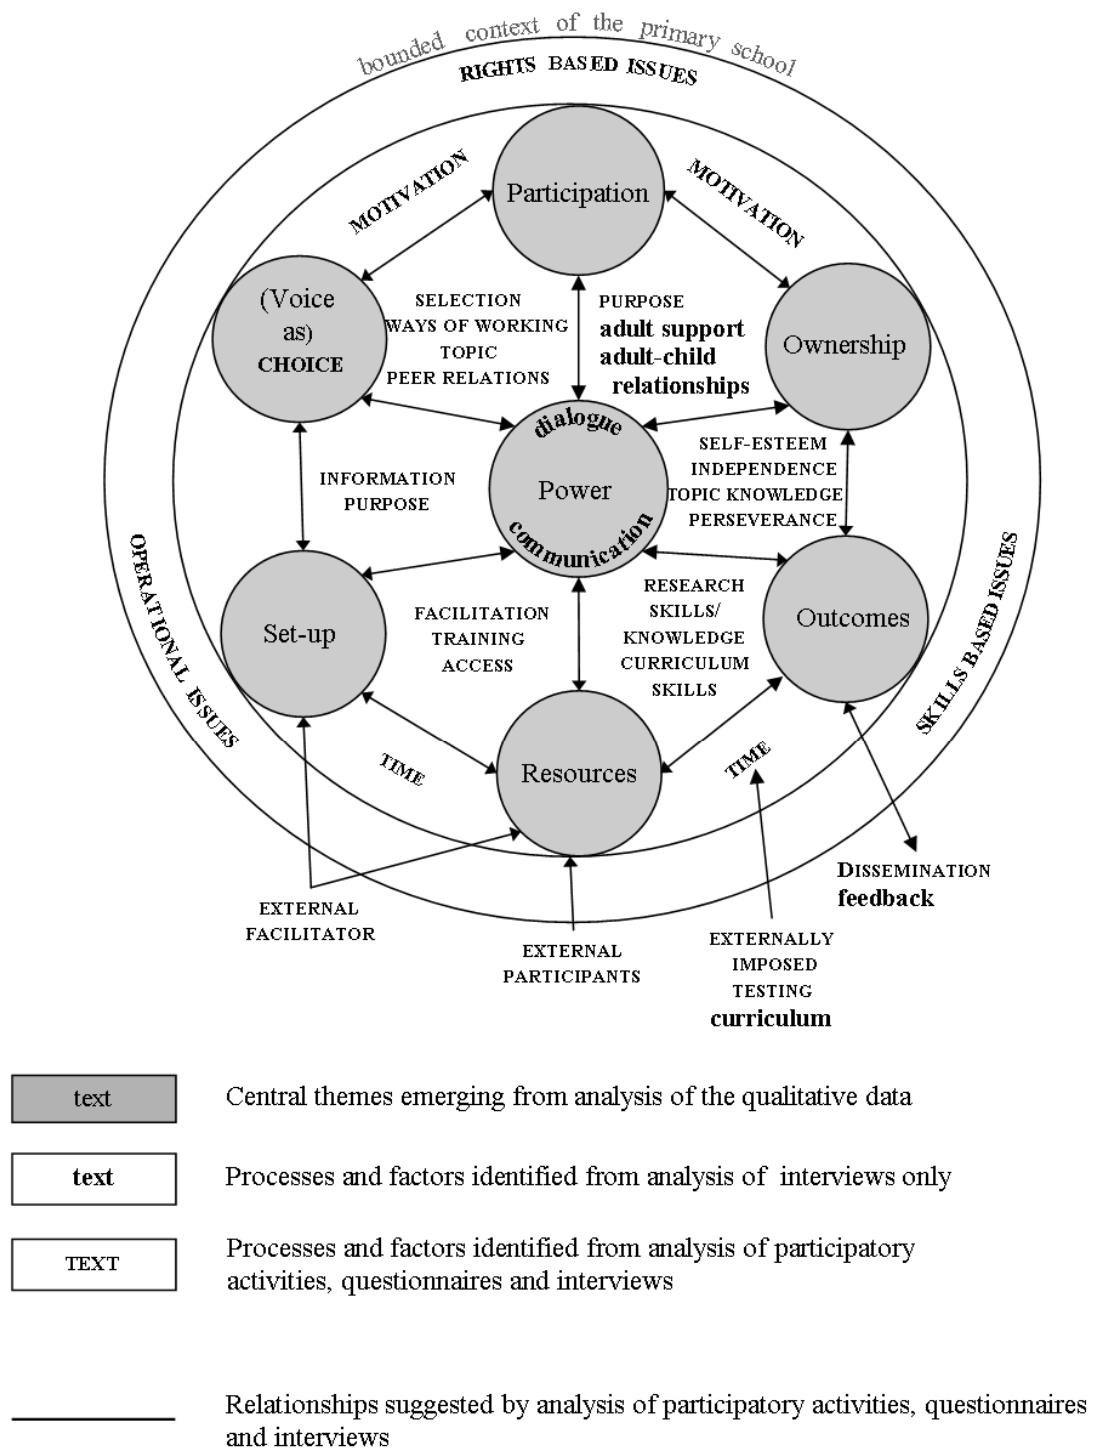 bounded context of the primary school
RIGHTS BASED ISSUES
MOTIVATION
MOTIVATION
Participation
(Voice
as)
CHOICE
SELECTION
WAYS OF WORKING
TOPIC
PEER RELATIONS
PURPOSE
adult support
adult-child
relationships
Ownership
dialogue
Power
communication
INFORMATION
PURPOSE
SELF-ESTEEM
INDEPENDENCE
TOPIC KNOWLEDGE
PERSEVERANCE
OPERATIONAL ISSUES
SKILLS BASED ISSUES
Set-up
FACILITATION
TRAINING
ACCESS
RESEARCH
SKILLS/
KNOWLEDGE
CURRICULUM
SKILLS
Outcomes
TIME
Resources
TIME
DISSEMINATION
feedback
EXTERNAL
FACILITATOR
EXTERNAL
PARTICIPANTS
EXTERNALLY
IMPOSED
TESTING
curriculum
text
Central themes emerging from analysis of the qualitative data
text
Processes and factors identified from analysis of interviews only
TEXT
Processes and factors identified from analysis of participatory
activities, questionnaires and interviews
Relationships suggested by analysis of participatory activities, questionnaires
and interviews